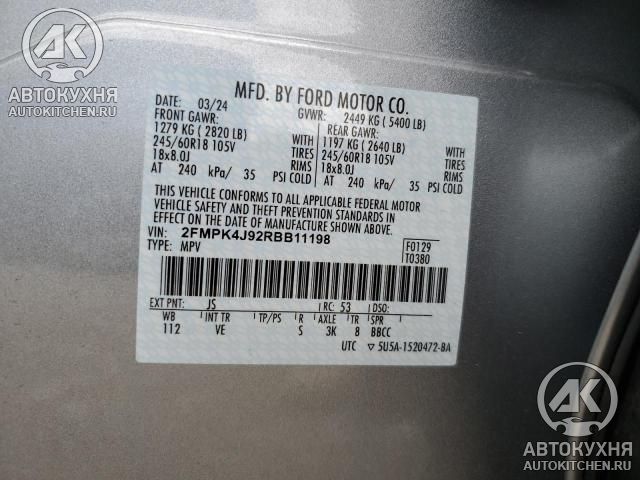 AK
АВТОКУХНЯ
AUTOKITCHEN.RU
MFD. BY FORD MOTOR CO.
DATE: 03/24 GVWR: 2449 KG ( 5400 LB)
FRONT GAWR: REAR GAWR:
1279 KG ( 2820 LB) WITH 1197 KG ( 2640 LB) WITH
245/60R18 105V TIRES 245/60R18 105V TIRES
18x8.0J RIMS 18x8.0J RIMS
AT 240 kPa/ 35 PSI COLD AT 240 kPa/ 35 PSI COLD
THIS VEHICLE CONFORMS TO ALL APPLICABLE FEDERAL MOTOR
VEHICLE SAFETY AND THEFT PREVENTION STANDARDS IN
EFFECT ON THE DATE OF MANUFACTURE SHOWN ABOVE.
VIN: 2FMPK4J92RBB11198 F0129
TYPE: MPV T0380
EXT PNT: JS RC: 53 DSO:
WB INT TR TP/PS R AXLE TR SPR
112 VE S 3K 8 BBCC
UTC ▽5U5A-1520472-BA
AK
АВТОКУХНЯ
AUTOKITCHEN.RU